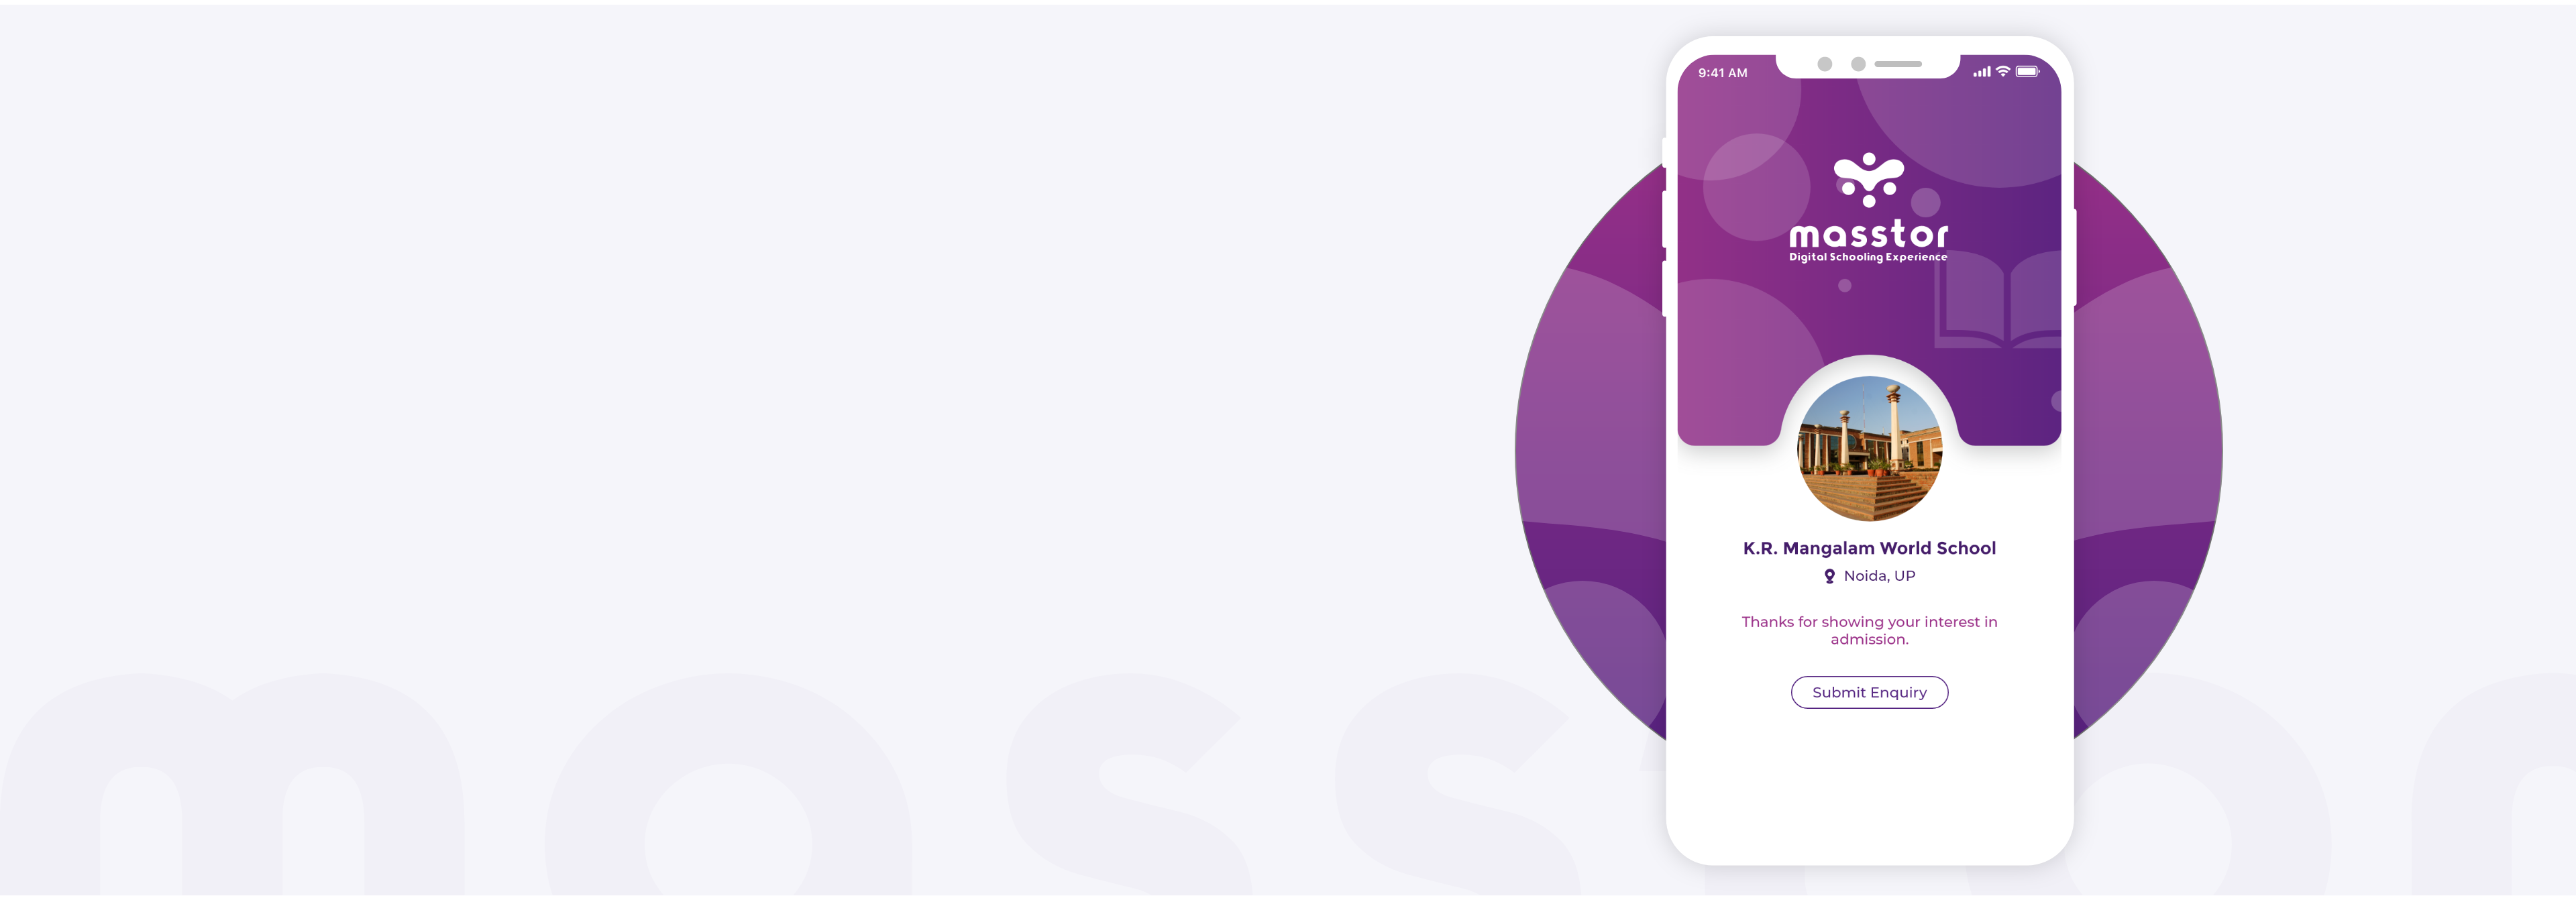 9:41 AM
masstor
Digital Schooling Experience
K.R. Mangalam World School
Noida, UP
Thanks for showing your interest in
admission.
Submit Enquiry
masstor